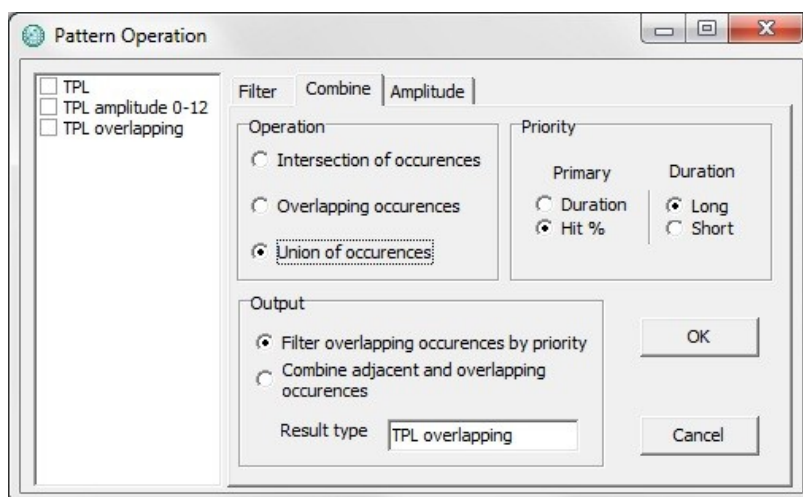 Pattern Operation
TPL
TPL amplitude 0-12
TPL overlapping
Filter
Combine
Amplitude
Operation
Intersection of occurences
Overlapping occurences
Union of occurences
Priority
Primary
Duration
Hit %
Duration
Long
Short
Output
Filter overlapping occurences by priority
Combine adjacent and overlapping
occurences
Result type
TPL overlapping
OK
Cancel